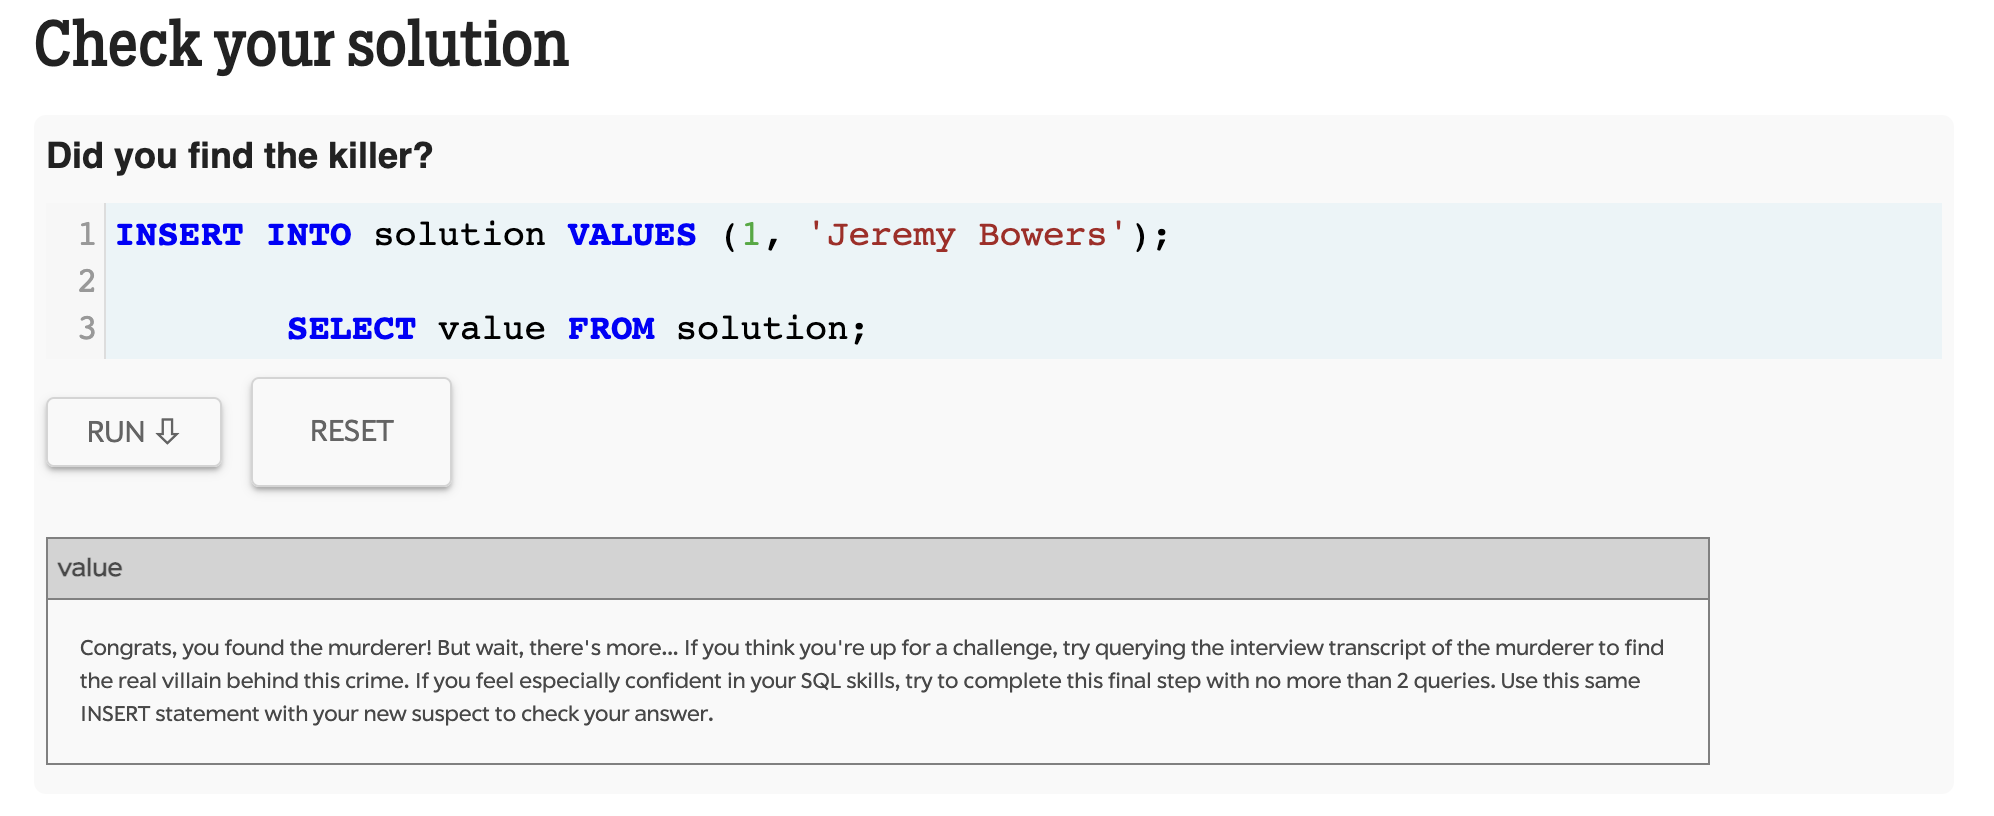 Check your solution
Did you find the killer?
1 INSERT INTO solution VALUES (1, 'Jeremy Bowers');
2
3         SELECT value FROM solution;
RUN ⇩
RESET
value
Congrats, you found the murderer! But wait, there's more... If you think you're up for a challenge, try querying the interview transcript of the murderer to find
the real villain behind this crime. If you feel especially confident in your SQL skills, try to complete this final step with no more than 2 queries. Use this same
INSERT statement with your new suspect to check your answer.